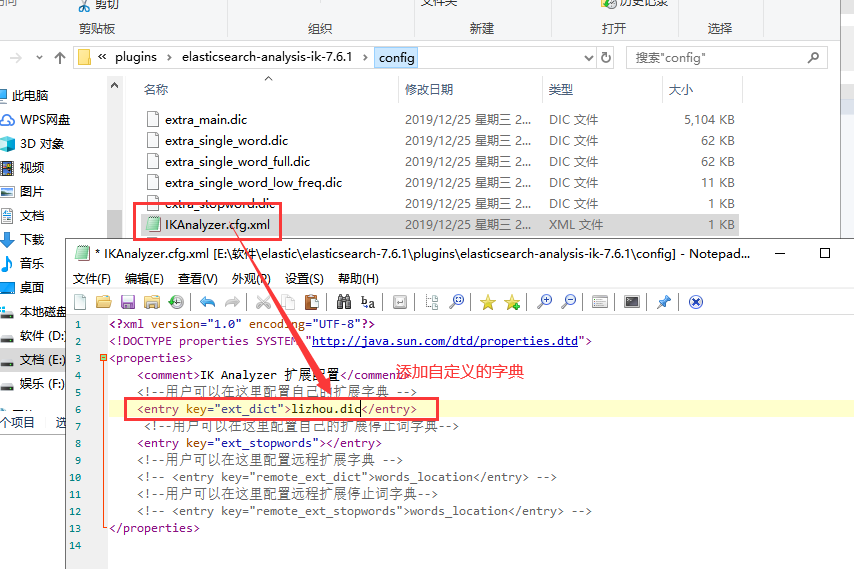 剪切
文件夹
历史记录
剪贴板
组织
新建
打开
选择
« plugins › elasticsearch-analysis-ik-7.6.1 › config
搜索"config"
名称
修改日期
类型
大小
此电脑
WPS网盘
3D 对象
视频
图片
文档
下载
音乐
桌面
本地磁盘
软件 (D:
文档 (E:)
娱乐 (F:)
个项目
选
extra_main.dic 2019/12/25 星期三 2... DIC 文件 5,104 KB
extra_single_word.dic 2019/12/25 星期三 2... DIC 文件 62 KB
extra_single_word_full.dic 2019/12/25 星期三 2... DIC 文件 62 KB
extra_single_word_low_freq.dic 2019/12/25 星期三 2... DIC 文件 11 KB
extra_stopword.dic 2019/12/25 星期三 2... DIC 文件 1 KB
IKAnalyzer.cfg.xml 2019/12/25 星期三 2... XML 文件 1 KB
* IKAnalyzer.cfg.xml [E:\软件\elastic\elasticsearch-7.6.1\plugins\elasticsearch-analysis-ik-7.6.1\config] - Notepad...
文件(F) 编辑(E) 查看(V) 外观(P) 设置(S) 帮助(H)
1 <?xml version="1.0" encoding="UTF-8"?>
2 <!DOCTYPE properties SYSTEM "http://java.sun.com/dtd/properties.dtd">
3 <properties>
4 <comment>IK Analyzer 扩展配置</comment>
添加自定义的字典
5 <!--用户可以在这里配置自己的扩展字典 -->
6 <entry key="ext_dict">lizhou.dic</entry>
7 <!--用户可以在这里配置自己的扩展停止词字典-->
8 <entry key="ext_stopwords"></entry>
9 <!--用户可以在这里配置远程扩展字典 -->
10 <!-- <entry key="remote_ext_dict">words_location</entry> -->
11 <!--用户可以在这里配置远程扩展停止词字典-->
12 <!-- <entry key="remote_ext_stopwords">words_location</entry> -->
13 </properties>
14